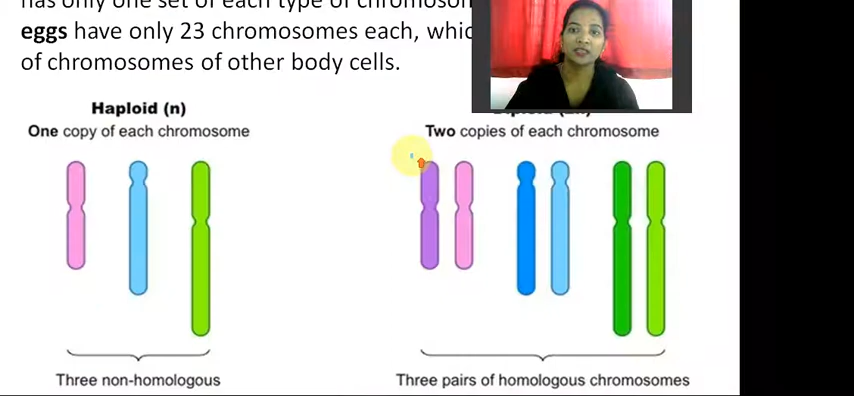 has only one set of each type of
eggs have only 23 chromosomes each,
of chromosomes of other body cells.
Haploid (n)
One copy of each chromosome
Two copies of each chromosome
Three non-homologous
Three pairs of homologous chromosomes